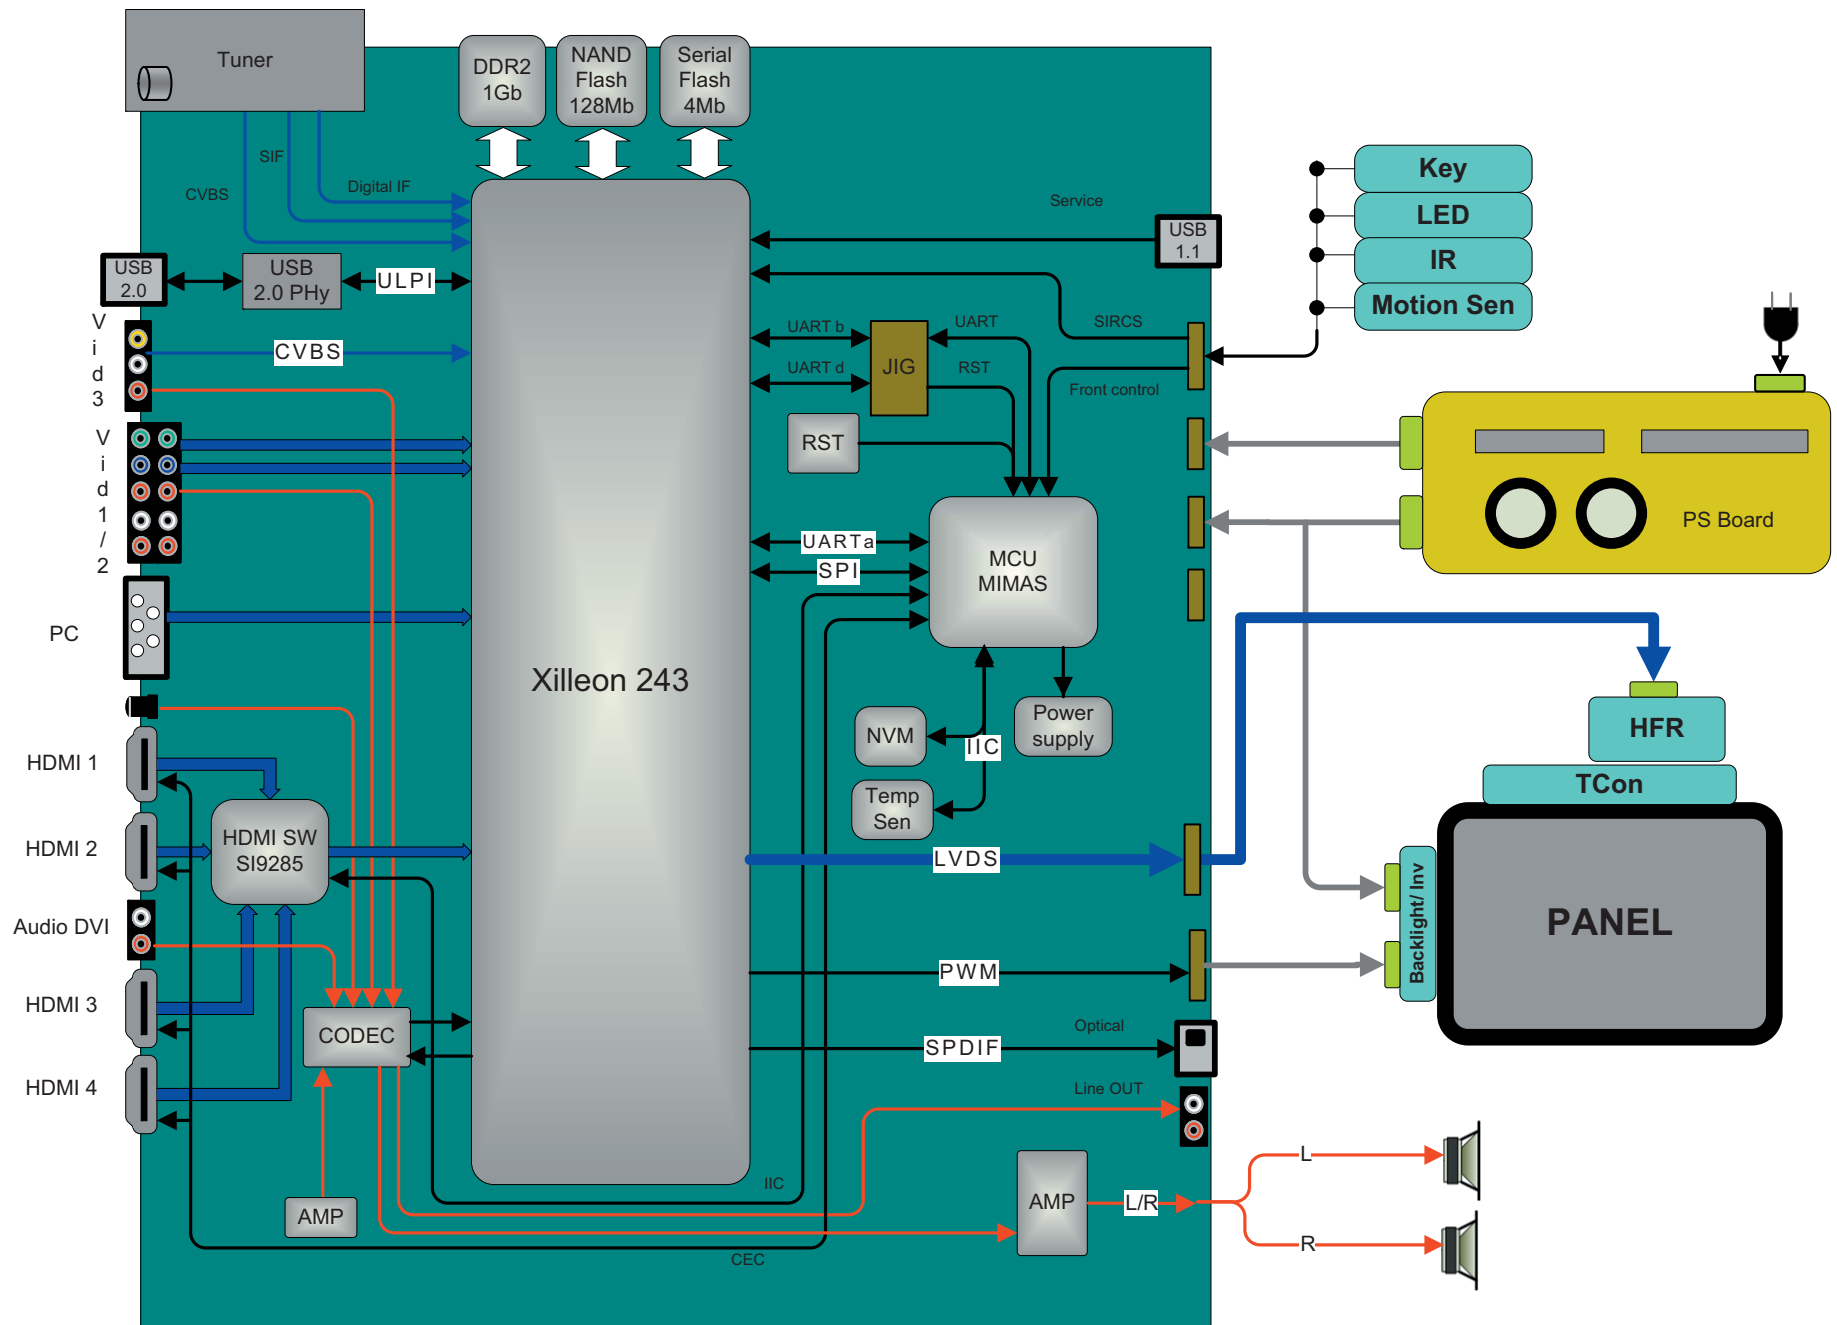 Tuner
DDR2
1Gb
NAND
Flash
128Mb
Serial
Flash
4Mb
SIF
CVBS
Digital IF
Service
USB
1.1
Key
LED
IR
Motion Sen
USB
2.0
USB
2.0 PHy
ULPI
V
i
d
3
CVBS
UART b
UART d
JIG
UART
RST
SIRCS
Front control
V
i
d
1
/
2
RST
PS Board
UARTa
SPI
MCU
MIMAS
PC
Xilleon 243
NVM
IIC
Power
supply
Temp
Sen
HFR
TCon
HDMI 1
HDMI 2
HDMI SW
SI9285
LVDS
Backlight/ Inv
PANEL
Audio DVI
PWM
HDMI 3
CODEC
Optical
SPDIF
HDMI 4
Line OUT
IIC
AMP
AMP
L/R
L
R
CEC